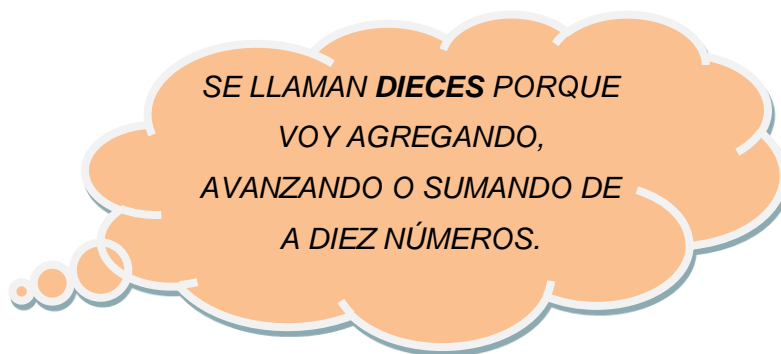 SE LLAMAN DIECES PORQUE
VOY AGREGANDO,
AVANZANDO O SUMANDO DE
A DIEZ NÚMEROS.